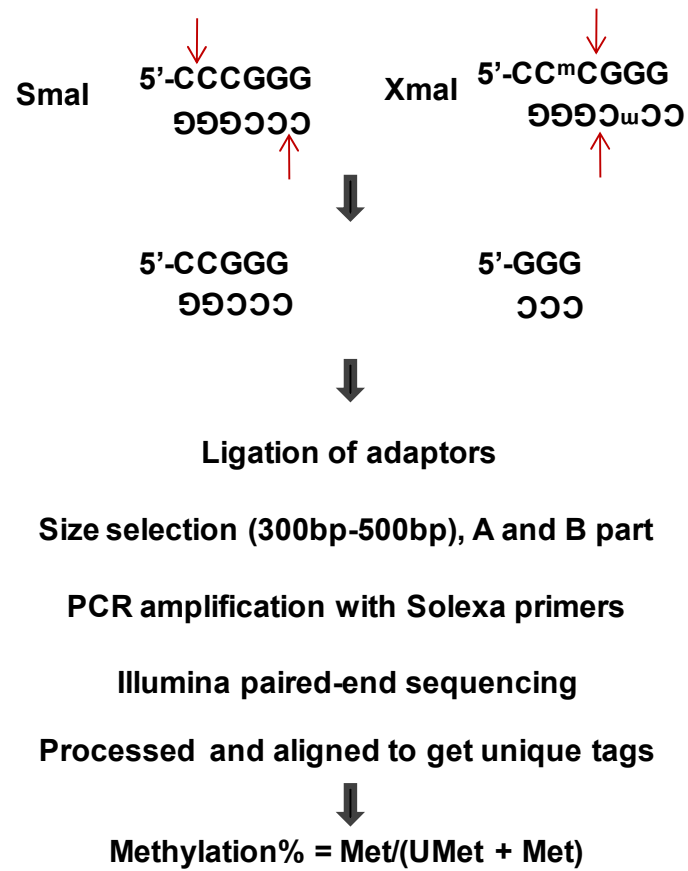 SmaI 5’-CCCGGG
GGGCCC
XmaI 5’-CCmCGGG
GGGCmCC
5’-CCGGG
GGCCC
5’-GGG
CCC
Ligation of adaptors
Size selection (300bp-500bp), A and B part
PCR amplification with Solexa primers
Illumina paired-end sequencing
Processed and aligned to get unique tags
Methylation% = Met/(UMet + Met)